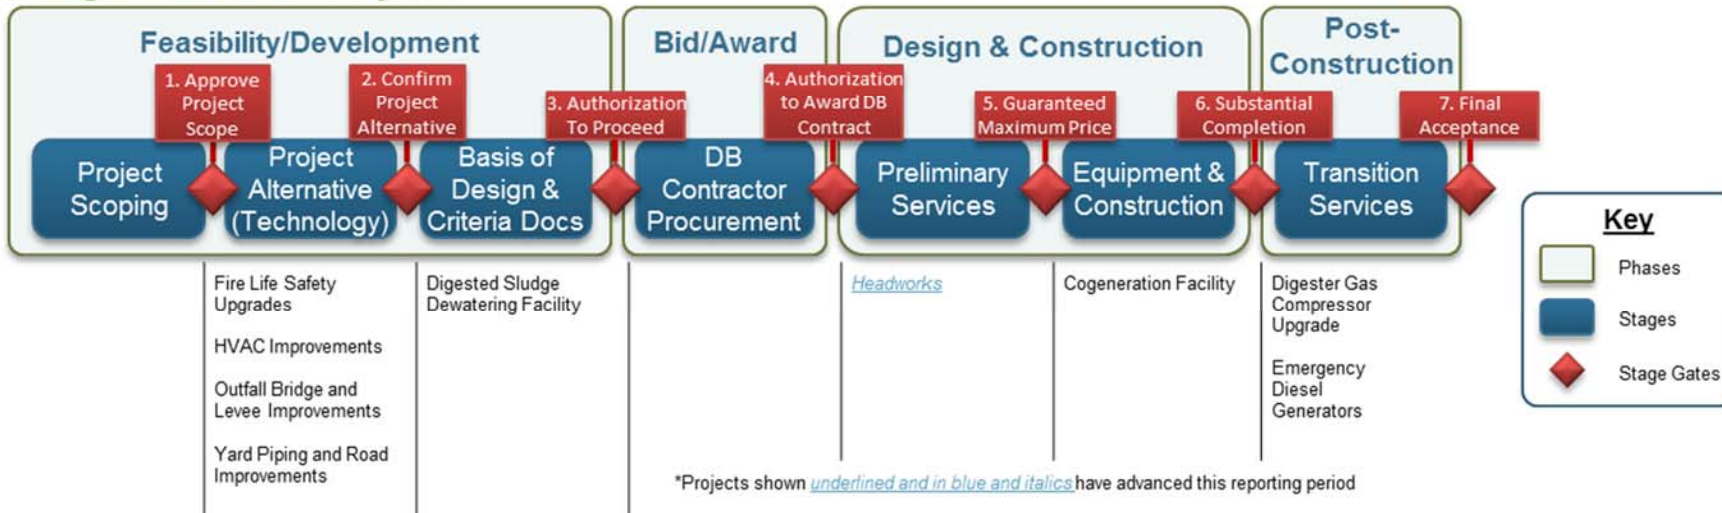 Feasibility/Development
Bid/Award
Design & Construction
Post-
Construction
1. Approve
Project
Scope
2. Confirm
Project
Alternative
3. Authorization
To Proceed
4. Authorization
to Award DB
Contract
5. Guaranteed
Maximum Price
6. Substantial
Completion
7. Final
Acceptance
Project
Scoping
Project
Alternative
(Technology)
Basis of
Design &
Criteria Docs
DB
Contractor
Procurement
Preliminary
Services
Equipment &
Construction
Transition
Services
Fire Life Safety
Upgrades
HVAC Improvements
Outfall Bridge and
Levee Improvements
Yard Piping and Road
Improvements
Digested Sludge
Dewatering Facility
Headworks
Cogeneration Facility
Digester Gas
Compressor
Upgrade
Emergency
Diesel
Generators
Key
Phases
Stages
Stage Gates
*Projects shown underlined and in blue and italics have advanced this reporting period